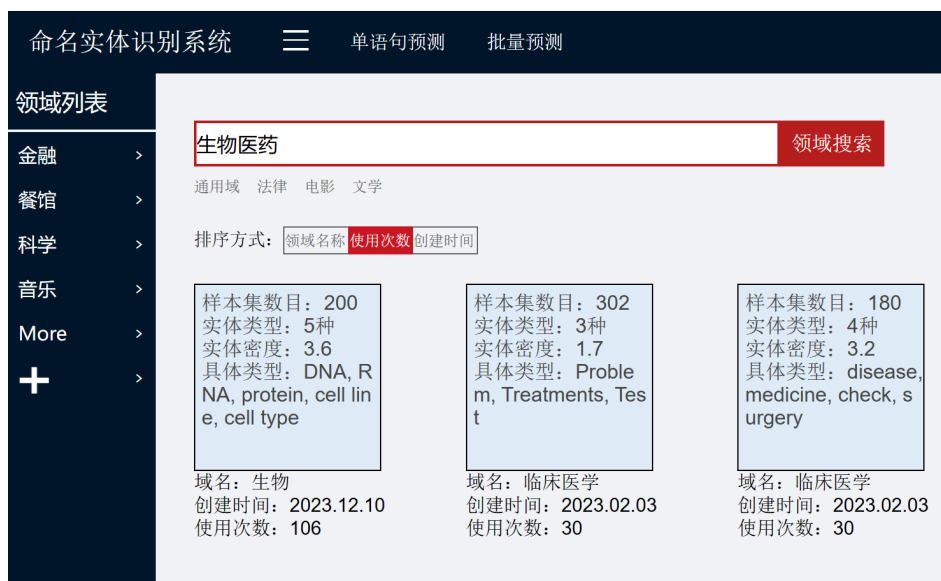 命名实体识别系统 单语句预测 批量预测
领域列表
金融 >
餐馆 >
科学 >
音乐 >
More >
+ >
生物医药 领域搜索
通用域 法律 电影 文学
排序方式: 领域名称 使用次数 创建时间
样本集数目: 200
实体类型: 5种
实体密度: 3.6
具体类型: DNA, R
NA, protein, cell lin
e, cell type
域名: 生物
创建时间: 2023.12.10
使用次数: 106
样本集数目: 302
实体类型: 3种
实体密度: 1.7
具体类型: Proble
m, Treatments, Tes
t
域名: 临床医学
创建时间: 2023.02.03
使用次数: 30
样本集数目: 180
实体类型: 4种
实体密度: 3.2
具体类型: disease,
medicine, check, s
urgery
域名: 临床医学
创建时间: 2023.02.03
使用次数: 30